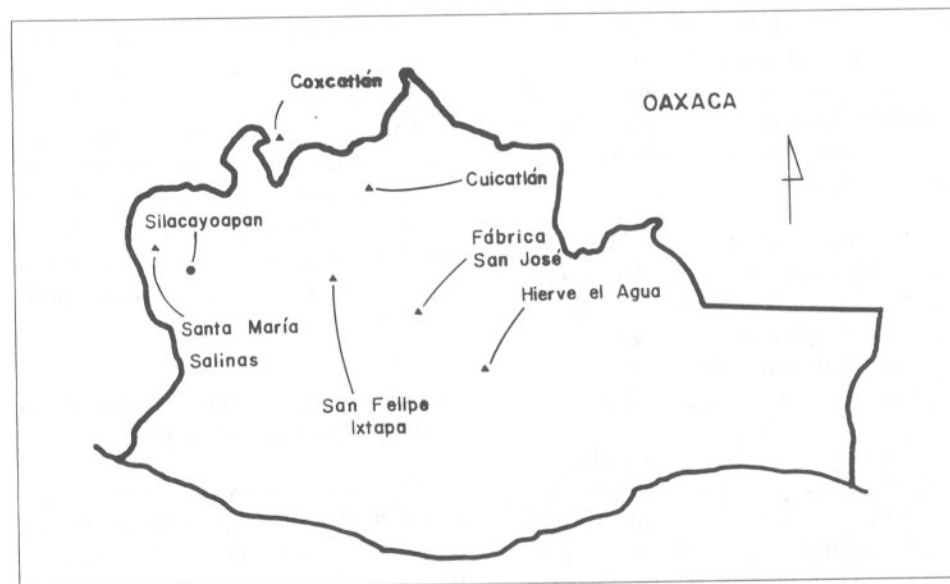 Coxcatlán
OAXACA
Cuicatlán
Silacayoapan
Fábrica
San José
Hierve el Agua
Santa María
Salinas
San Felipe
Ixtapa